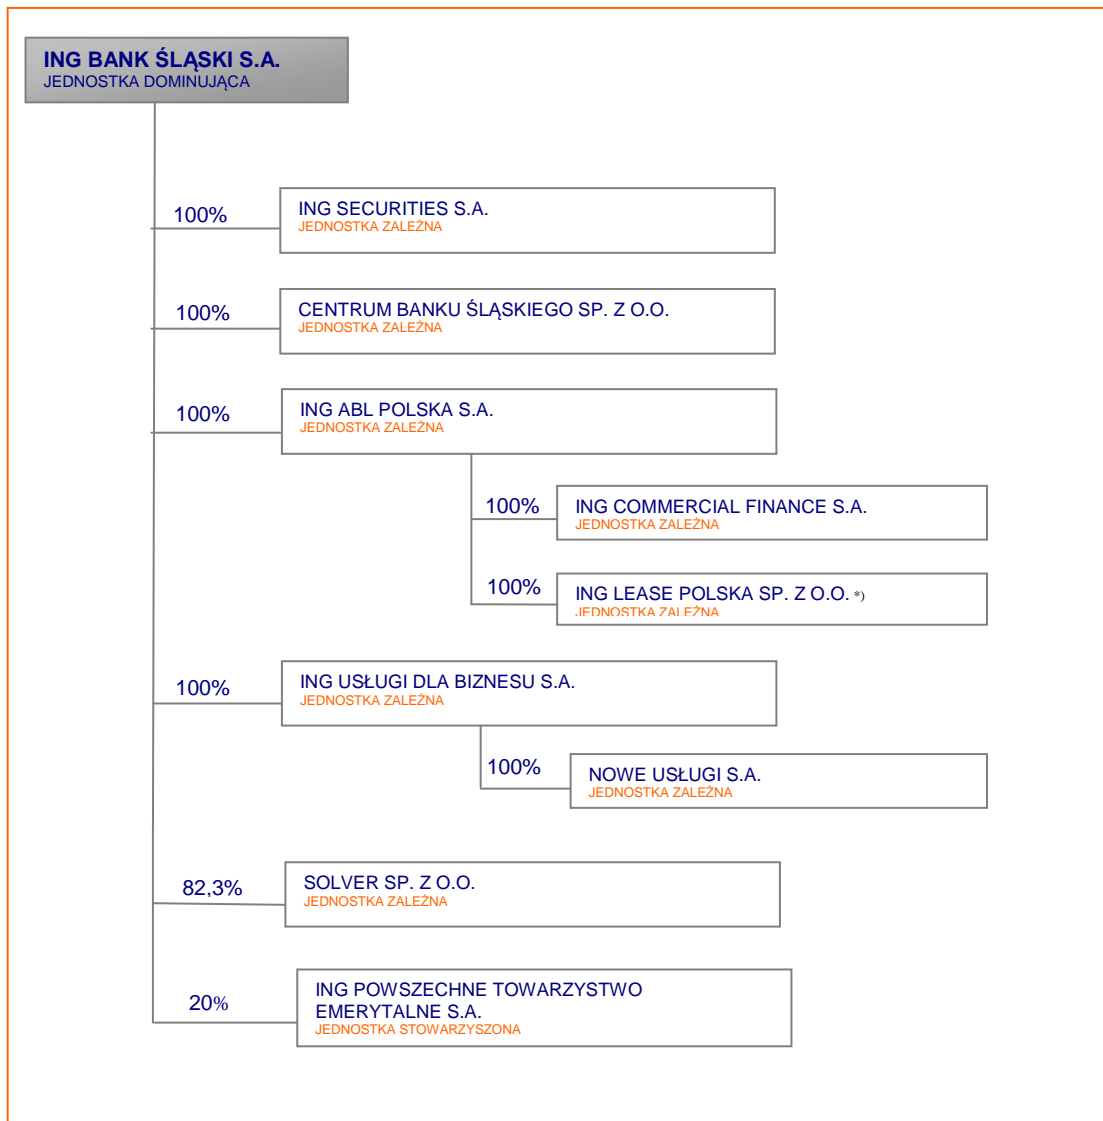 ING BANK ŚLĄSKI S.A.
JEDNOSTKA DOMINUJĄCA
100%
ING SECURITIES S.A.
JEDNOSTKA ZALEŻNA
100%
CENTRUM BANKU ŚLĄSKIEGO SP. Z O.O.
JEDNOSTKA ZALEŻNA
100%
ING ABL POLSKA S.A.
JEDNOSTKA ZALEŻNA
100%
ING COMMERCIAL FINANCE S.A.
JEDNOSTKA ZALEŻNA
100%
ING LEASE POLSKA SP. Z O.O. *)
JEDNOSTKA ZALEŻNA
100%
ING USŁUGI DLA BIZNESU S.A.
JEDNOSTKA ZALEŻNA
100%
NOWE USŁUGI S.A.
JEDNOSTKA ZALEŻNA
82,3%
SOLVER SP. Z O.O.
JEDNOSTKA ZALEŻNA
20%
ING POWSZECHNE TOWARZYSTWO
EMERYTALNE S.A.
JEDNOSTKA STOWARZYSZONA